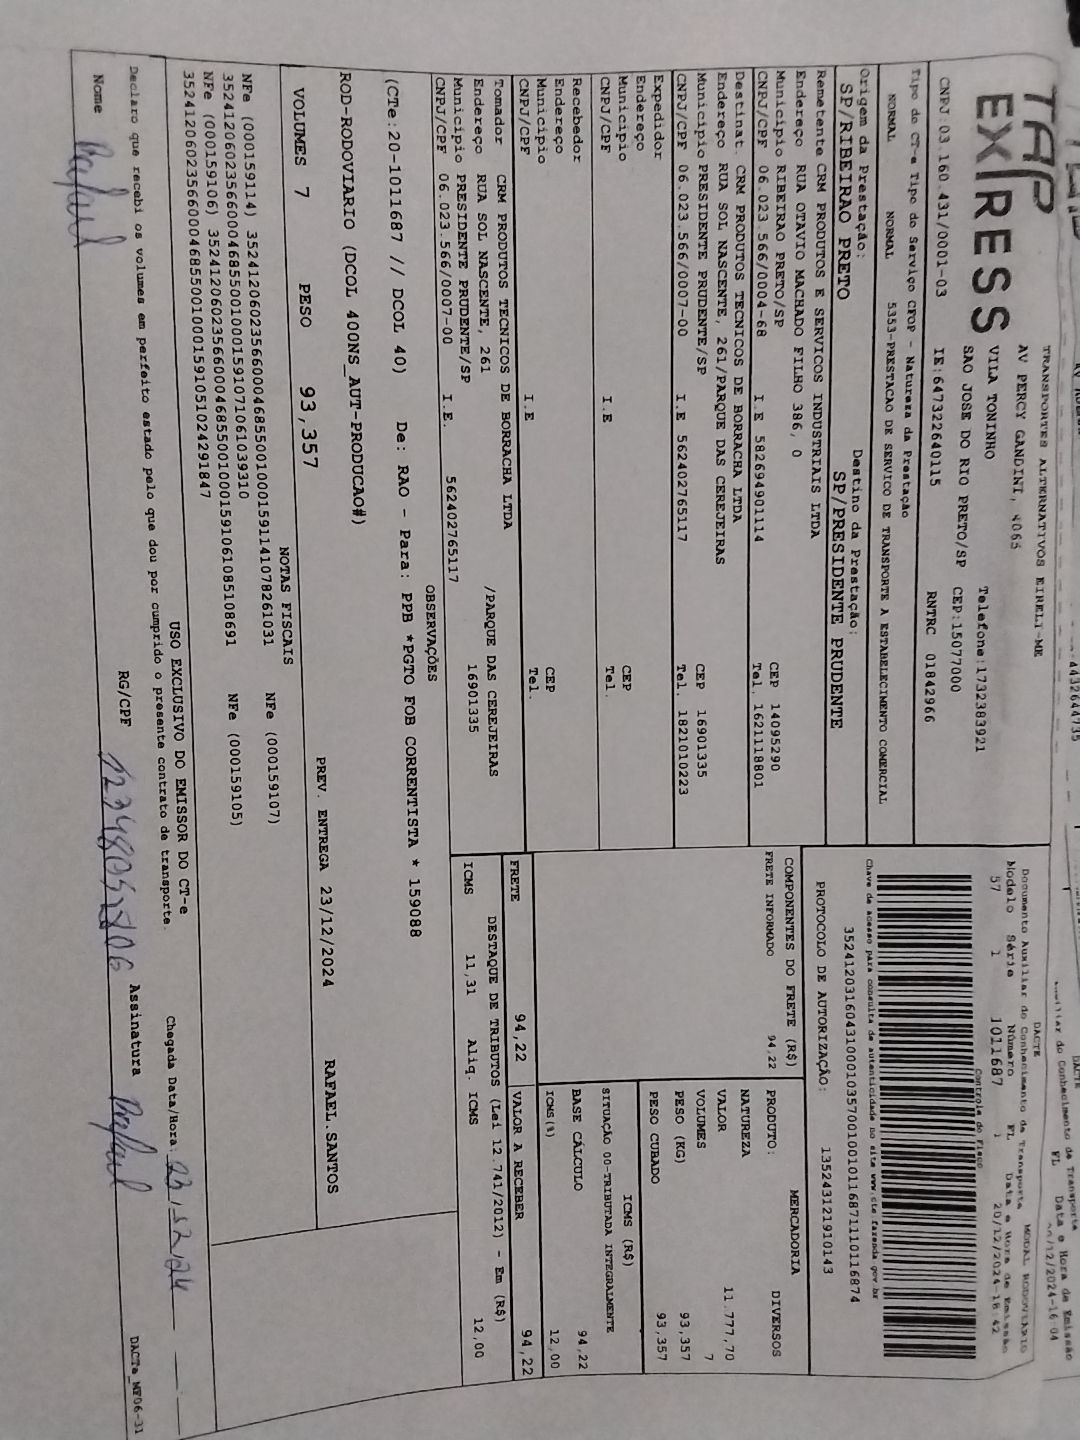 TAP
EXPRESS
TRANSPORTES ALTERNATIVOS EIRELI-ME
AV PERCY GANDINI, 4065
VILA TONINHO Telefone:1732383921
SAO JOSE DO RIO PRETO/SP CEP:15077000
CNPJ:03.160.431/0001-03 IE:647322640115 RNTRC 01842966
Tipo do CT-e Tipo do Serviço CFOP - Natureza da Prestação
NORMAL NORMAL 5353-PRESTACAO DE SERVICO DE TRANSPORTE A ESTABELECIMENTO COMERCIAL
Origem da Prestação: Destino da Prestação:
SP/RIBEIRAO PRETO SP/PRESIDENTE PRUDENTE
Remetente CRM PRODUTOS E SERVICOS INDUSTRIAIS LTDA
Endereço RUA OTAVIO MACHADO FILHO 386, 0
Município RIBEIRAO PRETO/SP CEP 14095290
CNPJ/CPF 06.023.566/0004-68 I.E 582694901114 Tel. 1621118801
Destinat. CRM PRODUTOS TECNICOS DE BORRACHA LTDA
Endereço RUA SOL NASCENTE, 261/PARQUE DAS CEREJEIRAS
Município PRESIDENTE PRUDENTE/SP CEP 16901335
CNPJ/CPF 06.023.566/0007-00 I.E 562402765117 Tel. 1821010223
Expedidor
Endereço
Município CEP
CNPJ/CPF I.E Tel.
Recebedor
Endereço
Município CEP
CNPJ/CPF I.E Tel.
Tomador CRM PRODUTOS TECNICOS DE BORRACHA LTDA
Endereço RUA SOL NASCENTE, 261 /PARQUE DAS CEREJEIRAS
Município PRESIDENTE PRUDENTE/SP 16901335
CNPJ/CPF 06.023.566/0007-00 I.E. 562402765117
DACTE MODAL RODOVIARIO
Documento Auxiliar do Conhecimento de Transporte
Modelo Série Número FL Data e Hora de Emissão
57 1 1011687 1 20/12/2024-16:42
Controle do Fisco
Chave de acesso para consulta de autenticidade no site www.cte.fazenda.gov.br
35241203160431000103570010010116871110116874
PROTOCOLO DE AUTORIZAÇÃO: 135243121910143
COMPONENTES DO FRETE (R$)
FRETE INFORMADO 94,22
PRODUTO: MERCADORIA
NATUREZA DIVERSOS
VALOR 11.777,70
VOLUMES 7
PESO (KG) 93,357
PESO CUBADO 93,357
ICMS (R$)
SITUAÇÃO 00-TRIBUTADA INTEGRALMENTE
BASE CÁLCULO 94,22
ICMS(%) 12,00
FRETE 94,22 VALOR A RECEBER 94,22
DESTAQUE DE TRIBUTOS (Lei 12.741/2012) - Em (R$)
ICMS 11,31 Aliq. ICMS 12,00
OBSERVAÇÕES
(CTe:20-1011687 // DCOL 40) De: RAO - Para: PPB *PGTO FOB CORRENTISTA * 159088
ROD-RODOVIARIO (DCOL 400NS_AUT-PRODUCAO#)
VOLUMES 7 PESO 93,357 PREV. ENTREGA 23/12/2024 RAFAEL.SANTOS
NOTAS FISCAIS
NFe (000159114) 35241206023566000468550010001591141078261031 NFe (000159107)
35241206023566000468550010001591071061039310
NFe (000159106) 35241206023566000468550010001591061085108691 NFe (000159105)
35241206023566000468550010001591051024291847
USO EXCLUSIVO DO EMISSOR DO CT-e
Declaro que recebi os volumes em perfeito estado pelo que dou por cumprido o presente contrato de transporte. Chegada Data/Hora: 23/12/24
Nome Rafael RG/CPF Assinatura Rafael
DACTe_MF06-31